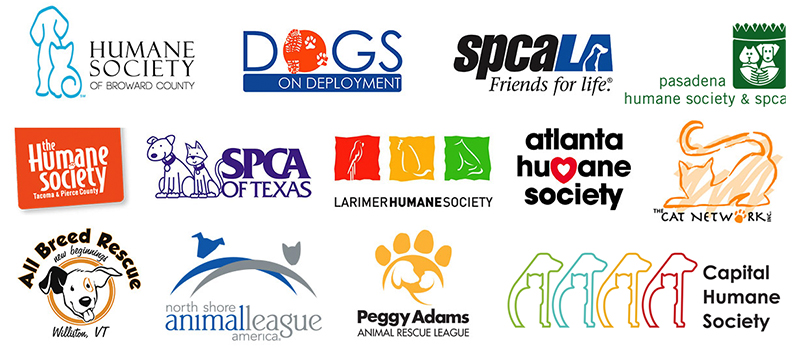 HUMANE
SOCIETY
OF BROWARD COUNTY
DOGS
ON DEPLOYMENT
spcaLA
Friends for life.®
pasadena
humane society & spca
the
Humane
Society
Tacoma & Pierce County
SPCA
OF TEXAS
LARIMER HUMANE SOCIETY
atlanta
humane
society
THE CAT NETWORK INC.
All Breed Rescue
new beginnings
Williston, VT
north shore
animalleague
america.
Peggy Adams
ANIMAL RESCUE LEAGUE
Capital
Humane
Society